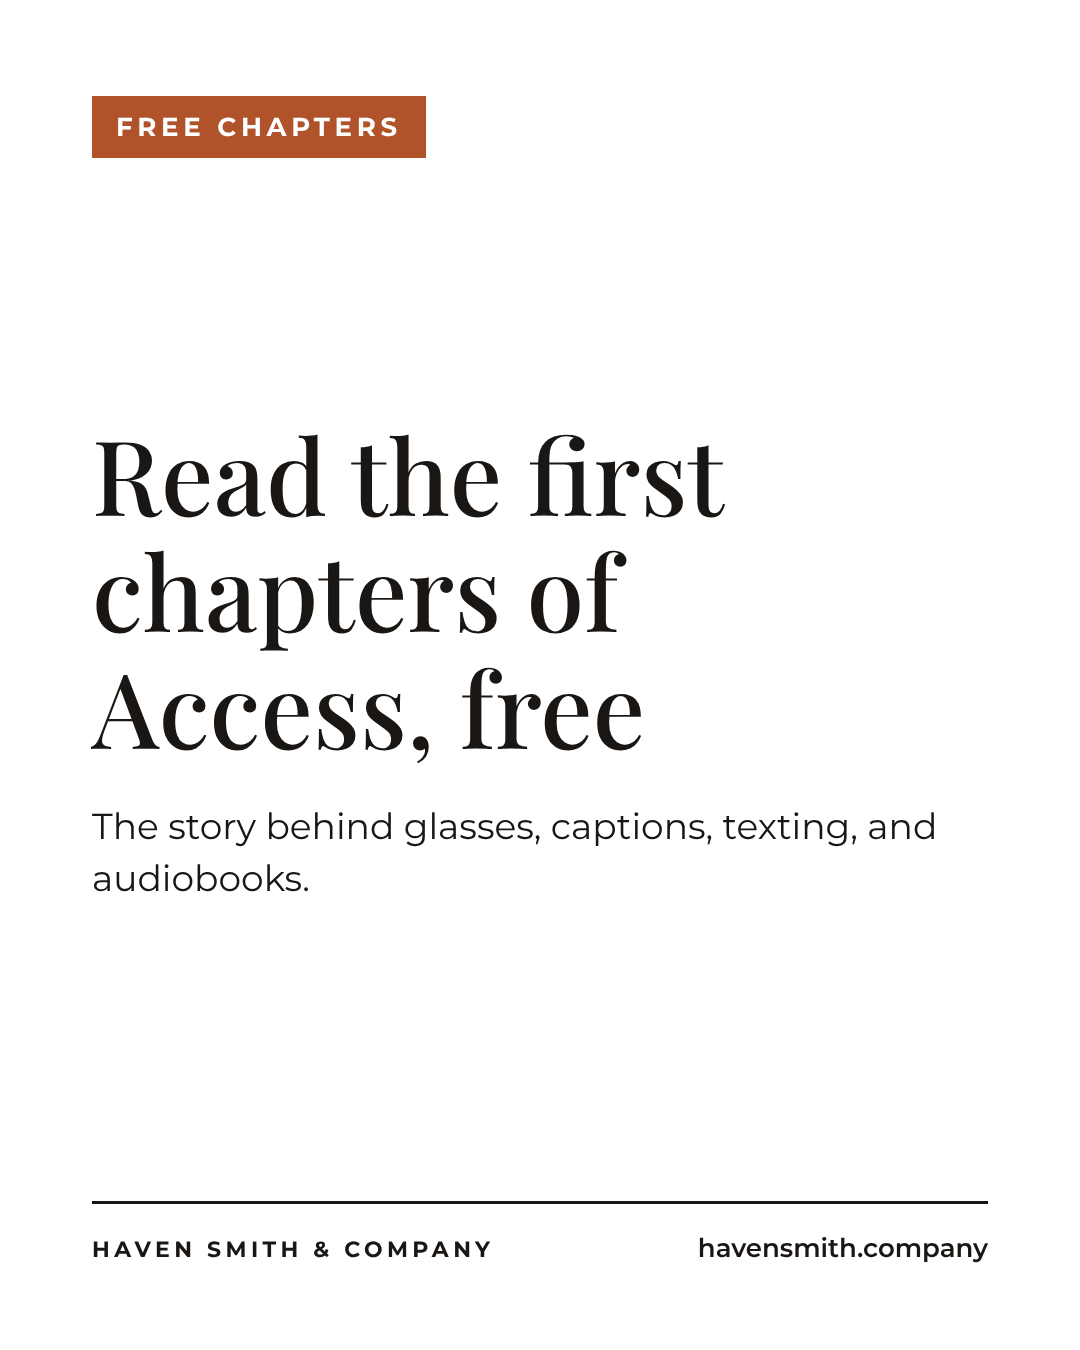 FREE CHAPTERS
Read the first
chapters of
Access, free
The story behind glasses, captions, texting, and
audiobooks.
HAVEN SMITH & COMPANY
havensmith.company